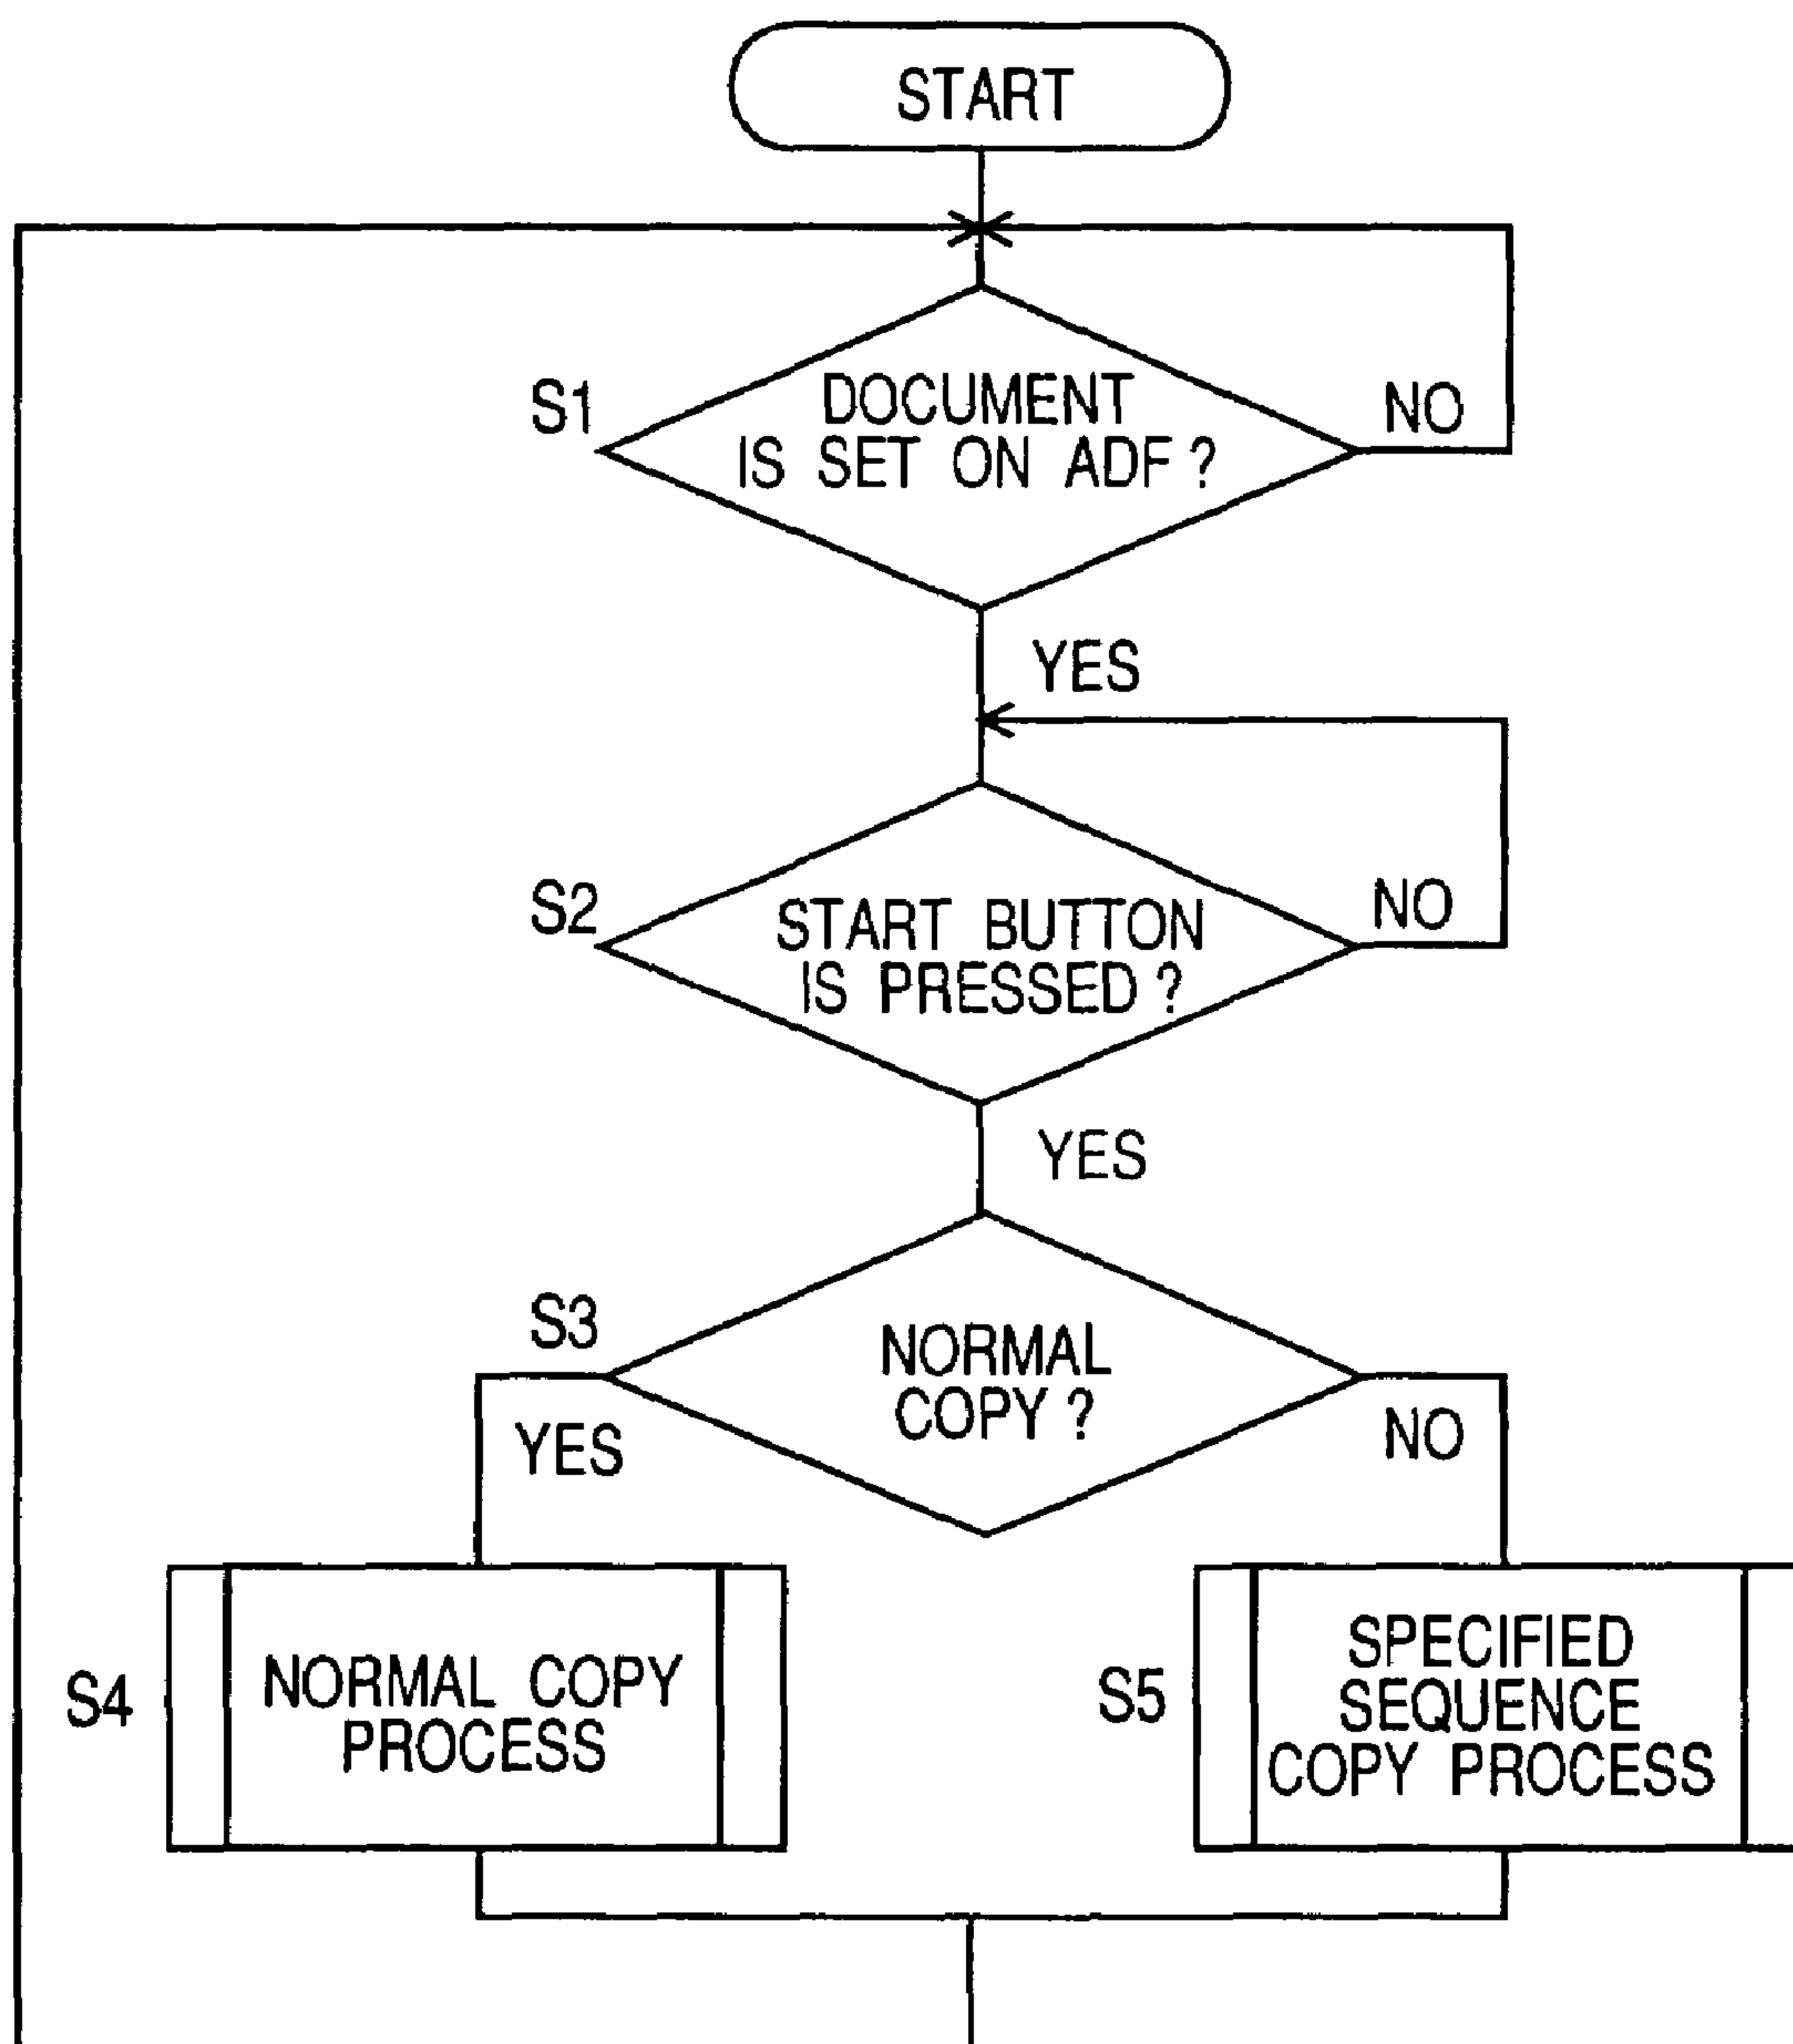 START
S1
DOCUMENT
IS SET ON ADF ?
NO
YES
S2
START BUTTON
IS PRESSED ?
NO
YES
S3
NORMAL
COPY ?
YES
NO
S4
NORMAL COPY
PROCESS
S5
SPECIFIED
SEQUENCE
COPY PROCESS